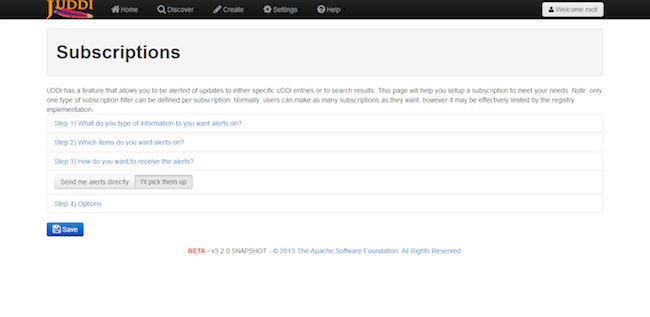 jUDDI
Home Discover Create Settings Help Welcome root
Subscriptions
UDDI has a feature that allows you to be alerted of updates to either specific UDDI entries or to search results. This page will help you setup a subscription to meet your needs. Note: only
one type of subscription filter can be defined per subscription. Normally, users can make as many subscriptions as they want, however it may be effectively limited by the registry
implementation.
Step 1) What do you type of information to you want alerts on?
Step 2) Which items do you want alerts on?
Step 3) How do you want to receive the alerts?
Send me alerts directly I'll pick them up
Step 4) Options
Save
BETA - v3.2.0.SNAPSHOT - © 2013 The Apache Software Foundation. All Rights Reserved.